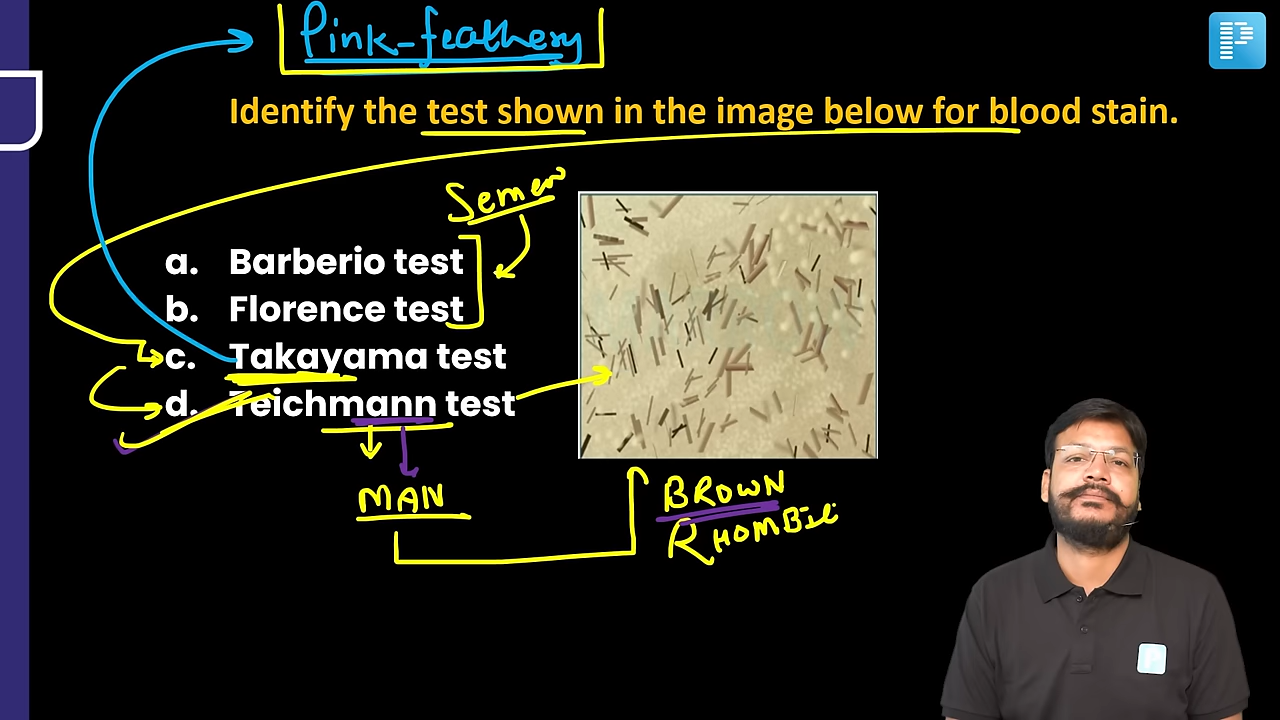 Pink-feathery
Identify the test shown in the image below for blood stain.
Semen
a. Barberio test
b. Florence test
c. Takayama test
d. Teichmann test
MAN
BROWN
RHOMBIC
P
P